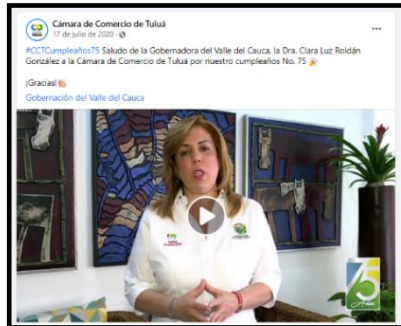 Cámara de Comercio de Tuluá
17 de julio de 2020 ·
#CCTCumpleaños75 Saludo de la Gobernadora del Valle del Cauca, la Dra. Clara Luz Roldán
González a la Cámara de Comercio de Tuluá por nuestro cumpleaños No. 75 🎉
¡Gracias!👏
Gobernación del Valle del Cauca
75